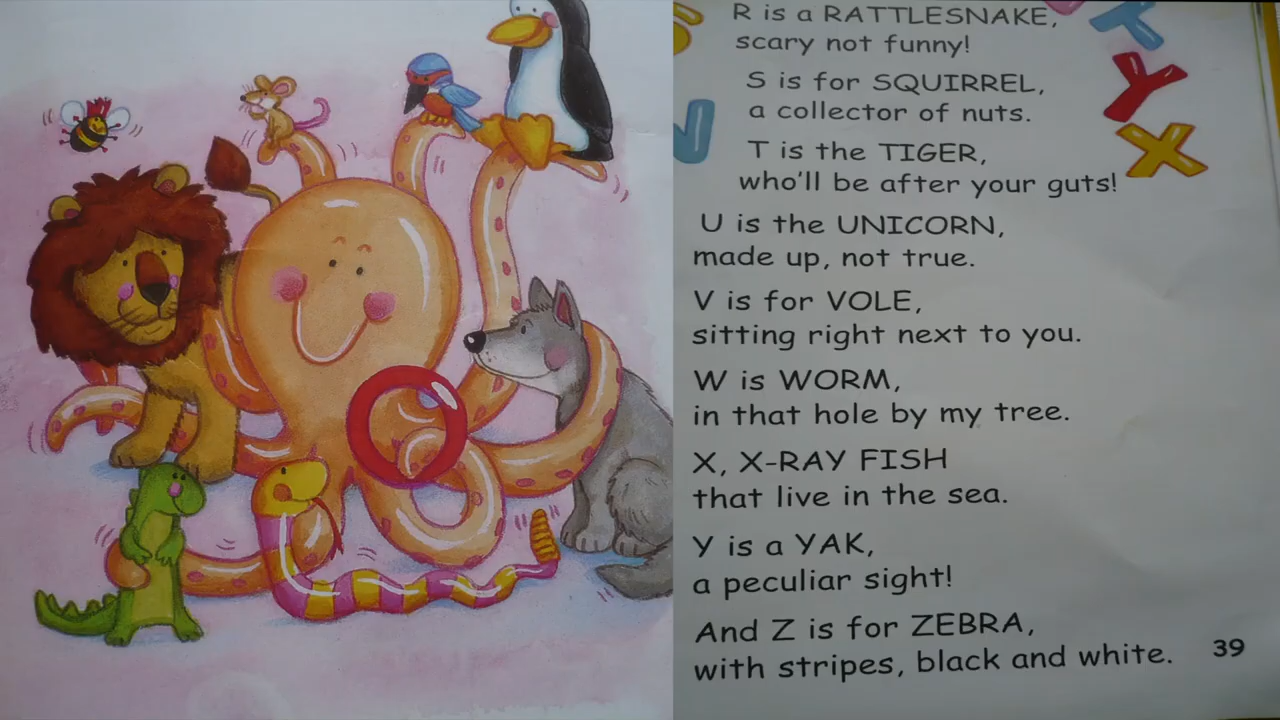 R is a RATTLESNAKE,
scary not funny!
S is for SQUIRREL,
a collector of nuts.
T is the TIGER,
who'll be after your guts!
U is the UNICORN,
made up, not true.
V is for VOLE,
sitting right next to you.
W is WORM,
in that hole by my tree.
X, X-RAY FISH
that live in the sea.
Y is a YAK,
a peculiar sight!
And Z is for ZEBRA,
with stripes, black and white.
39
Y
X